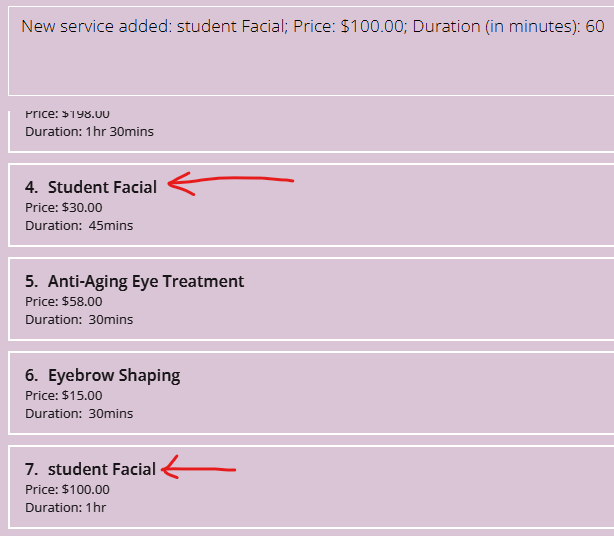 New service added: student Facial; Price: $100.00; Duration (in minutes): 60
Price: $198.00
Duration: 1hr 30mins
4. Student Facial
Price: $30.00
Duration: 45mins
5. Anti-Aging Eye Treatment
Price: $58.00
Duration: 30mins
6. Eyebrow Shaping
Price: $15.00
Duration: 30mins
7. student Facial
Price: $100.00
Duration: 1hr